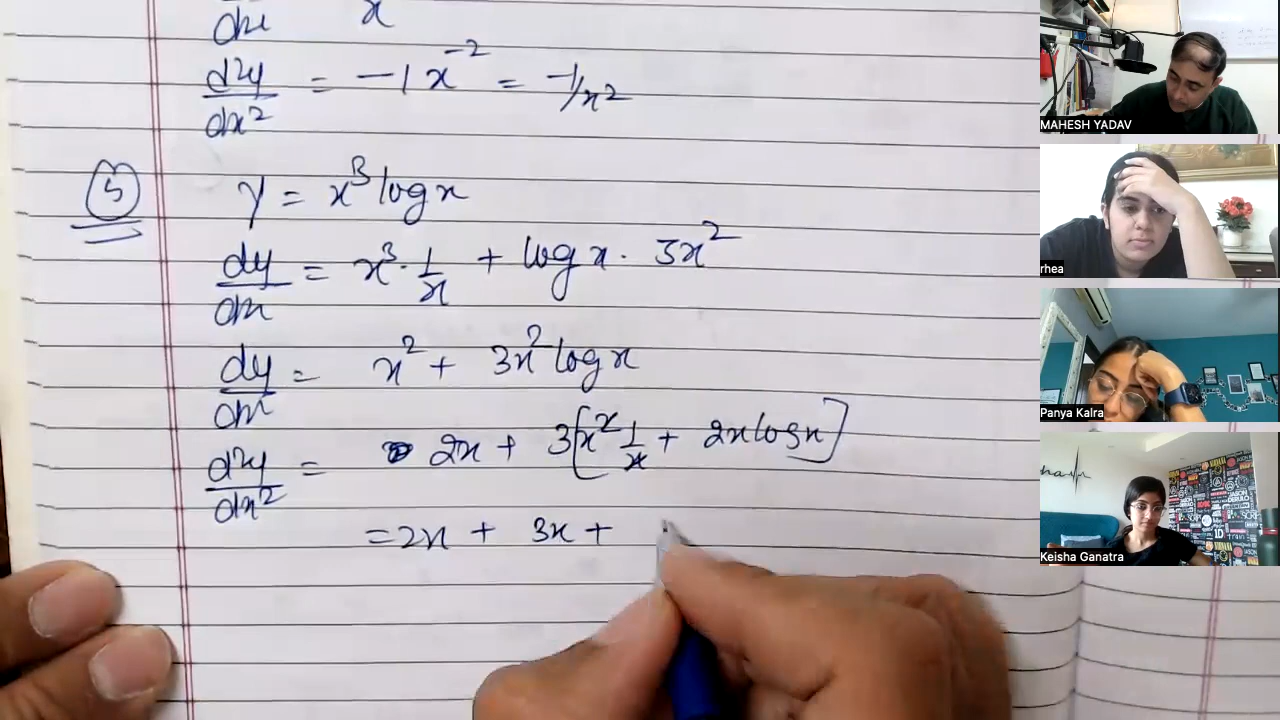 dx x
d²y/dx² = -1x⁻² = -1/x²
5 y = x³ log x
dy/dx = x³ · 1/x + log x · 3x²
dy/dx = x² + 3x² log x
d²y/dx² = 2x + 3[x² 1/x + 2x log x]
= 2x + 3x +
MAHESH YADAV
rhea
Panya Kalra
Keisha Ganatra